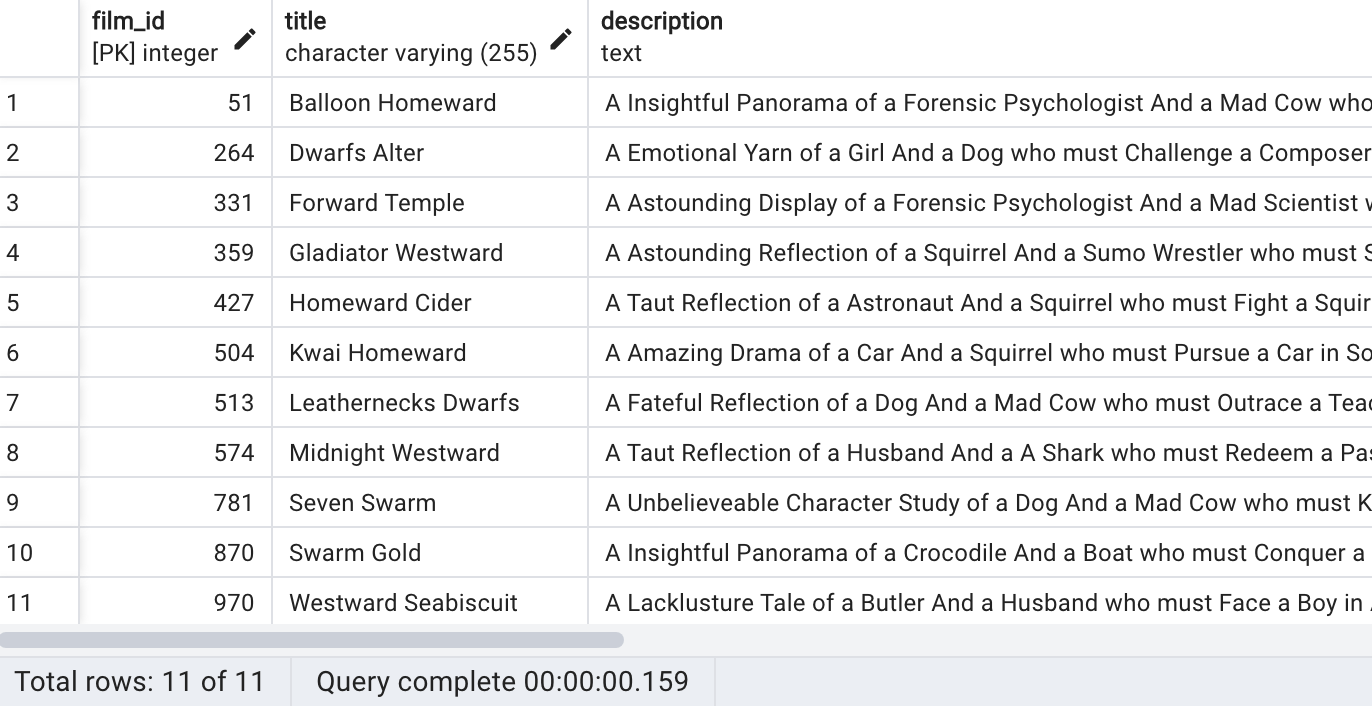 film_id title description
[PK] integer character varying (255) text
1 51 Balloon Homeward A Insightful Panorama of a Forensic Psychologist And a Mad Cow who
2 264 Dwarfs Alter A Emotional Yarn of a Girl And a Dog who must Challenge a Composer
3 331 Forward Temple A Astounding Display of a Forensic Psychologist And a Mad Scientist
4 359 Gladiator Westward A Astounding Reflection of a Squirrel And a Sumo Wrestler who must S
5 427 Homeward Cider A Taut Reflection of a Astronaut And a Squirrel who must Fight a Squir
6 504 Kwai Homeward A Amazing Drama of a Car And a Squirrel who must Pursue a Car in So
7 513 Leathernecks Dwarfs A Fateful Reflection of a Dog And a Mad Cow who must Outrace a Teac
8 574 Midnight Westward A Taut Reflection of a Husband And a A Shark who must Redeem a Pas
9 781 Seven Swarm A Unbelieveable Character Study of a Dog And a Mad Cow who must K
10 870 Swarm Gold A Insightful Panorama of a Crocodile And a Boat who must Conquer a
11 970 Westward Seabiscuit A Lacklusture Tale of a Butler And a Husband who must Face a Boy in
Total rows: 11 of 11 Query complete 00:00:00.159